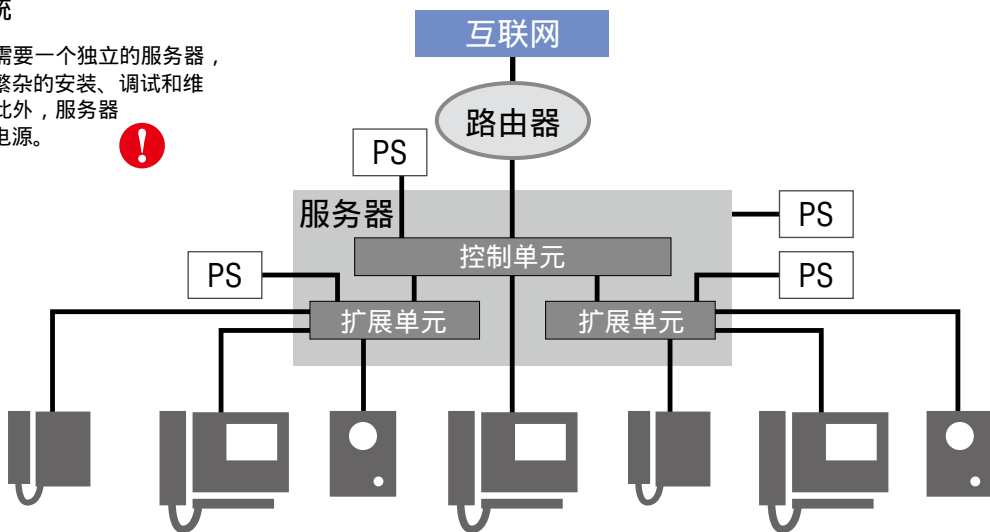 统
需要一个独立的服务器，
繁杂的安装、调试和维
比外，服务器
电源。
互联网
路由器
PS
服务器
PS
控制单元
PS
PS
扩展单元
扩展单元